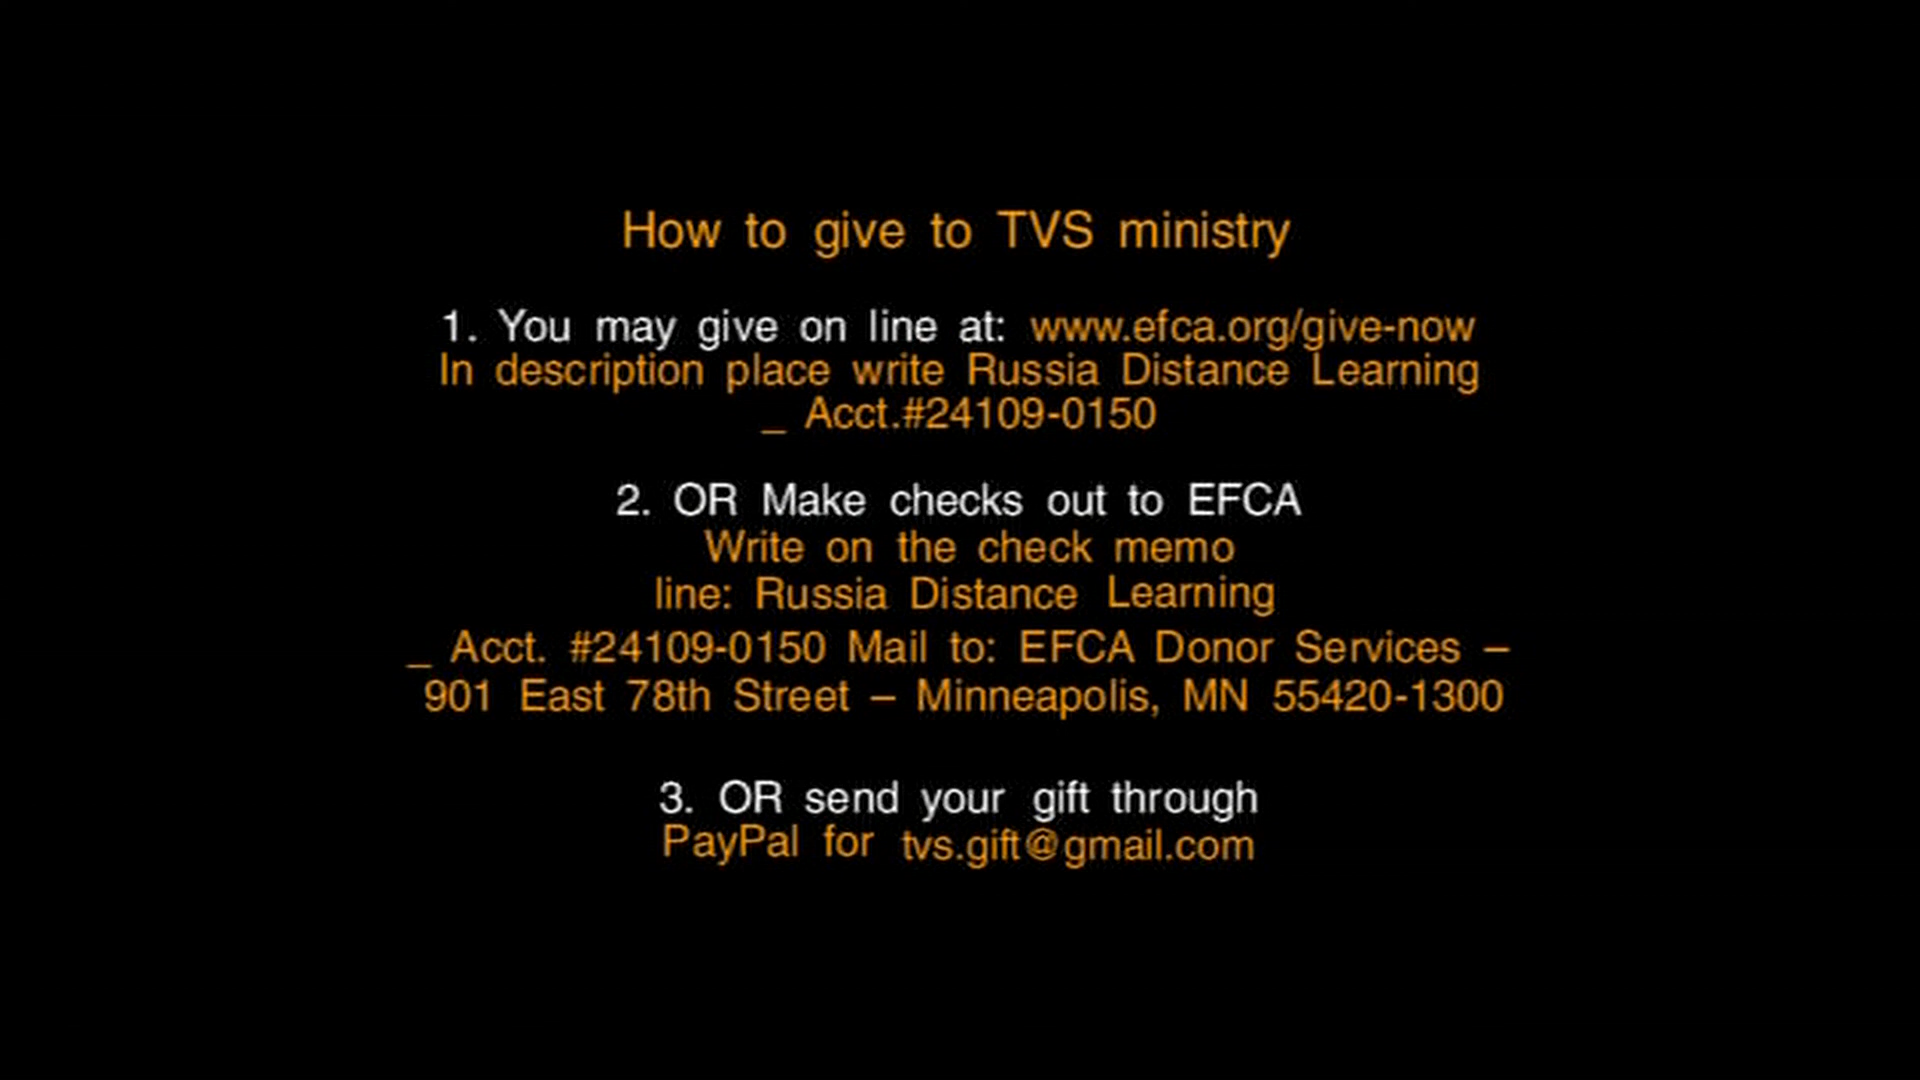 How to give to TVS ministry
1. You may give on line at: www.efca.org/give-now
In description place write Russia Distance Learning
_ Acct.#24109-0150
2. OR Make checks out to EFCA
Write on the check memo
line: Russia Distance Learning
_ Acct. #24109-0150 Mail to: EFCA Donor Services –
901 East 78th Street – Minneapolis, MN 55420-1300
3. OR send your gift through
PayPal for tvs.gift@gmail.com